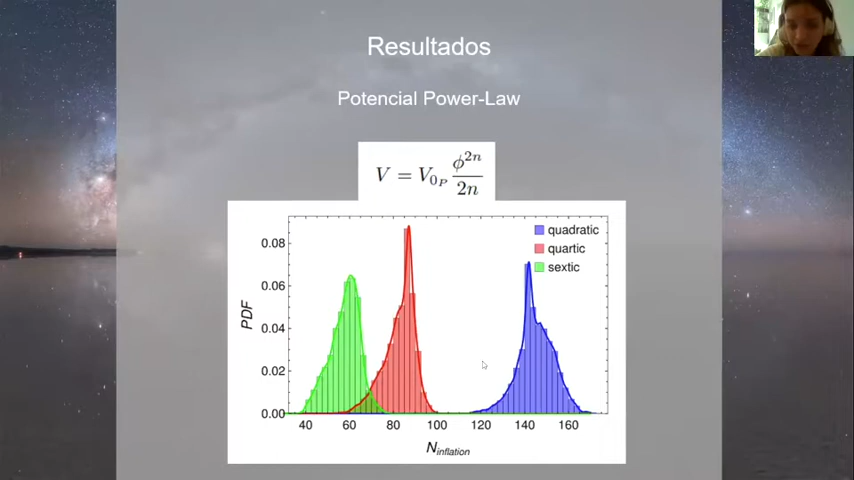 Resultados
Potencial Power-Law
V = V_{0_P} \frac{\phi^{2n}}{2n}
quadratic
quartic
sextic
PDF
0.08
0.06
0.04
0.02
0.00
40 60 80 100 120 140 160
N_{inflation}